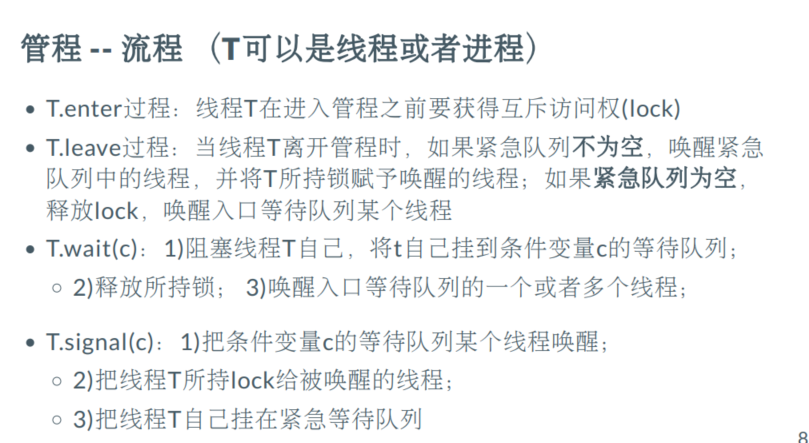 管程 -- 流程 （T可以是线程或者进程）
• T.enter过程：线程T在进入管程之前要获得互斥访问权(lock)
• T.leave过程：当线程T离开管程时，如果紧急队列不为空，唤醒紧急
队列中的线程，并将T所持锁赋予唤醒的线程；如果紧急队列为空，
释放lock，唤醒入口等待队列某个线程
• T.wait(c)：1)阻塞线程T自己，将t自己挂到条件变量c的等待队列；
○ 2)释放所持锁； 3)唤醒入口等待队列的一个或者多个线程；
• T.signal(c)：1)把条件变量c的等待队列某个线程唤醒；
○ 2)把线程T所持lock给被唤醒的线程；
○ 3)把线程T自己挂在紧急等待队列
8